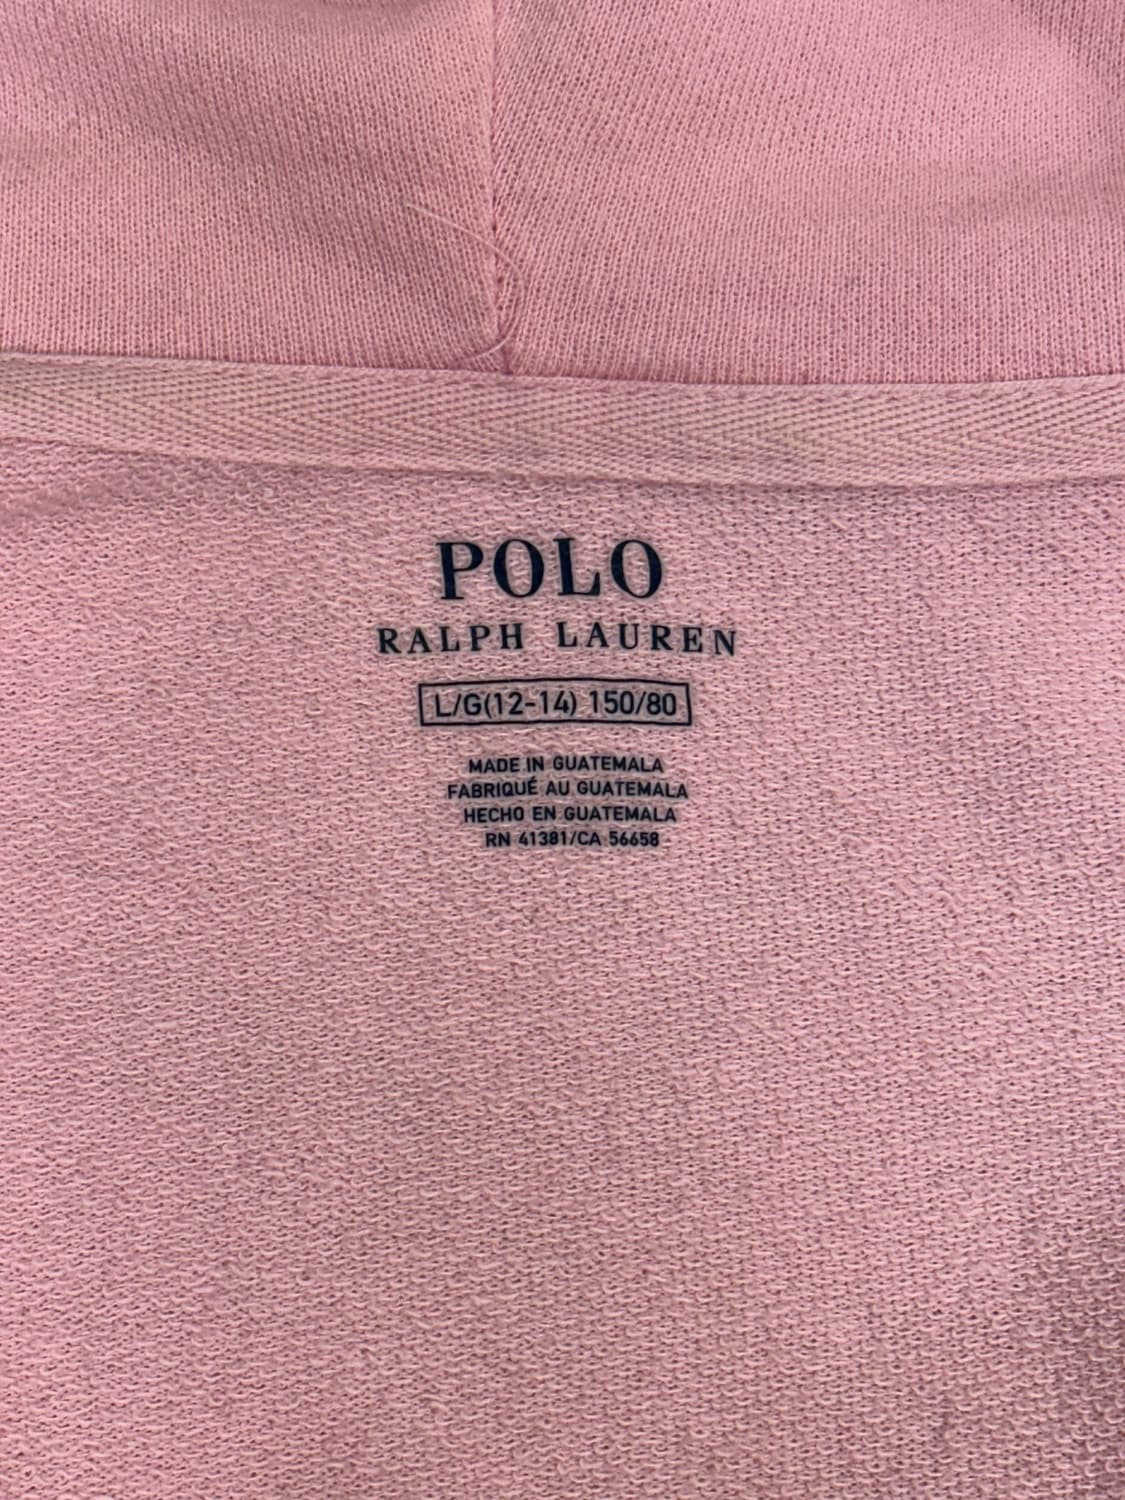 POLO
RALPH LAUREN
L/G(12-14) 150/80
MADE IN GUATEMALA
FABRIQUÉ AU GUATEMALA
HECHO EN GUATEMALA
RN 41381/CA 56658